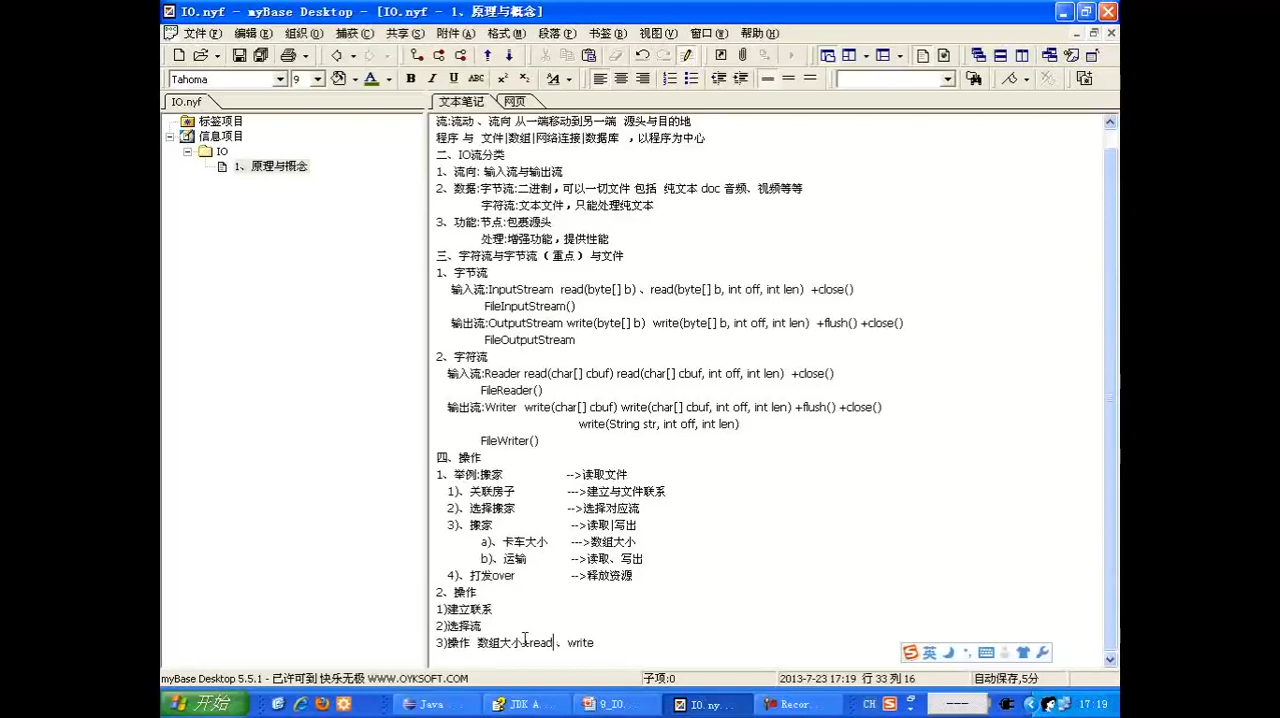 IO.nyf - myBase Desktop - [IO.nyf - 1、原理与概念]
文件(F) 编辑(E) 组织(O) 捕获(C) 共享(S) 附件(A) 格式(M) 段落(P) 书签(B) 视图(V) 窗口(W) 帮助(H)
Tahoma 9
IO.nyf 文本笔记 网页
标签项目
信息项目
IO
1、原理与概念
流:流动 、流向 从一端移动到另一端 源头与目的地
程序 与 文件|数组|网络连接|数据库 ，以程序为中心
二、IO流分类
1、流向: 输入流与输出流
2、数据:字节流:二进制，可以一切文件 包括 纯文本 doc 音频、视频等等
字符流:文本文件，只能处理纯文本
3、功能:节点:包裹源头
处理:增强功能，提供性能
三、字符流与字节流（ 重点 ）与文件
1、字节流
输入流:InputStream read(byte[] b) 、read(byte[] b, int off, int len) +close()
FileInputStream()
输出流:OutputStream write(byte[] b) write(byte[] b, int off, int len) +flush() +close()
FileOutputStream
2、字符流
输入流:Reader read(char[] cbuf) read(char[] cbuf, int off, int len) +close()
FileReader()
输出流:Writer write(char[] cbuf) write(char[] cbuf, int off, int len) +flush() +close()
write(String str, int off, int len)
FileWriter()
四、操作
1、举例:搬家 -->读取文件
1)、关联房子 --->建立与文件联系
2)、选择搬家 -->选择对应流
3)、搬家 -->读取|写出
a)、卡车大小 --->数组大小
b)、运输 -->读取、写出
4)、打发over -->释放资源
2、操作
1)建立联系
2)选择流
3)操作 数组大小+read 、write
英
myBase Desktop 5.5.1 - 已许可到 快乐无极 WWW.OYKSOFT.COM 子项:0 2013-7-23 17:19 行 33 列 16 自动保存,5分
开始 Java ... JDK A... 9_IO... IO.ny... Recor... CH 17:19